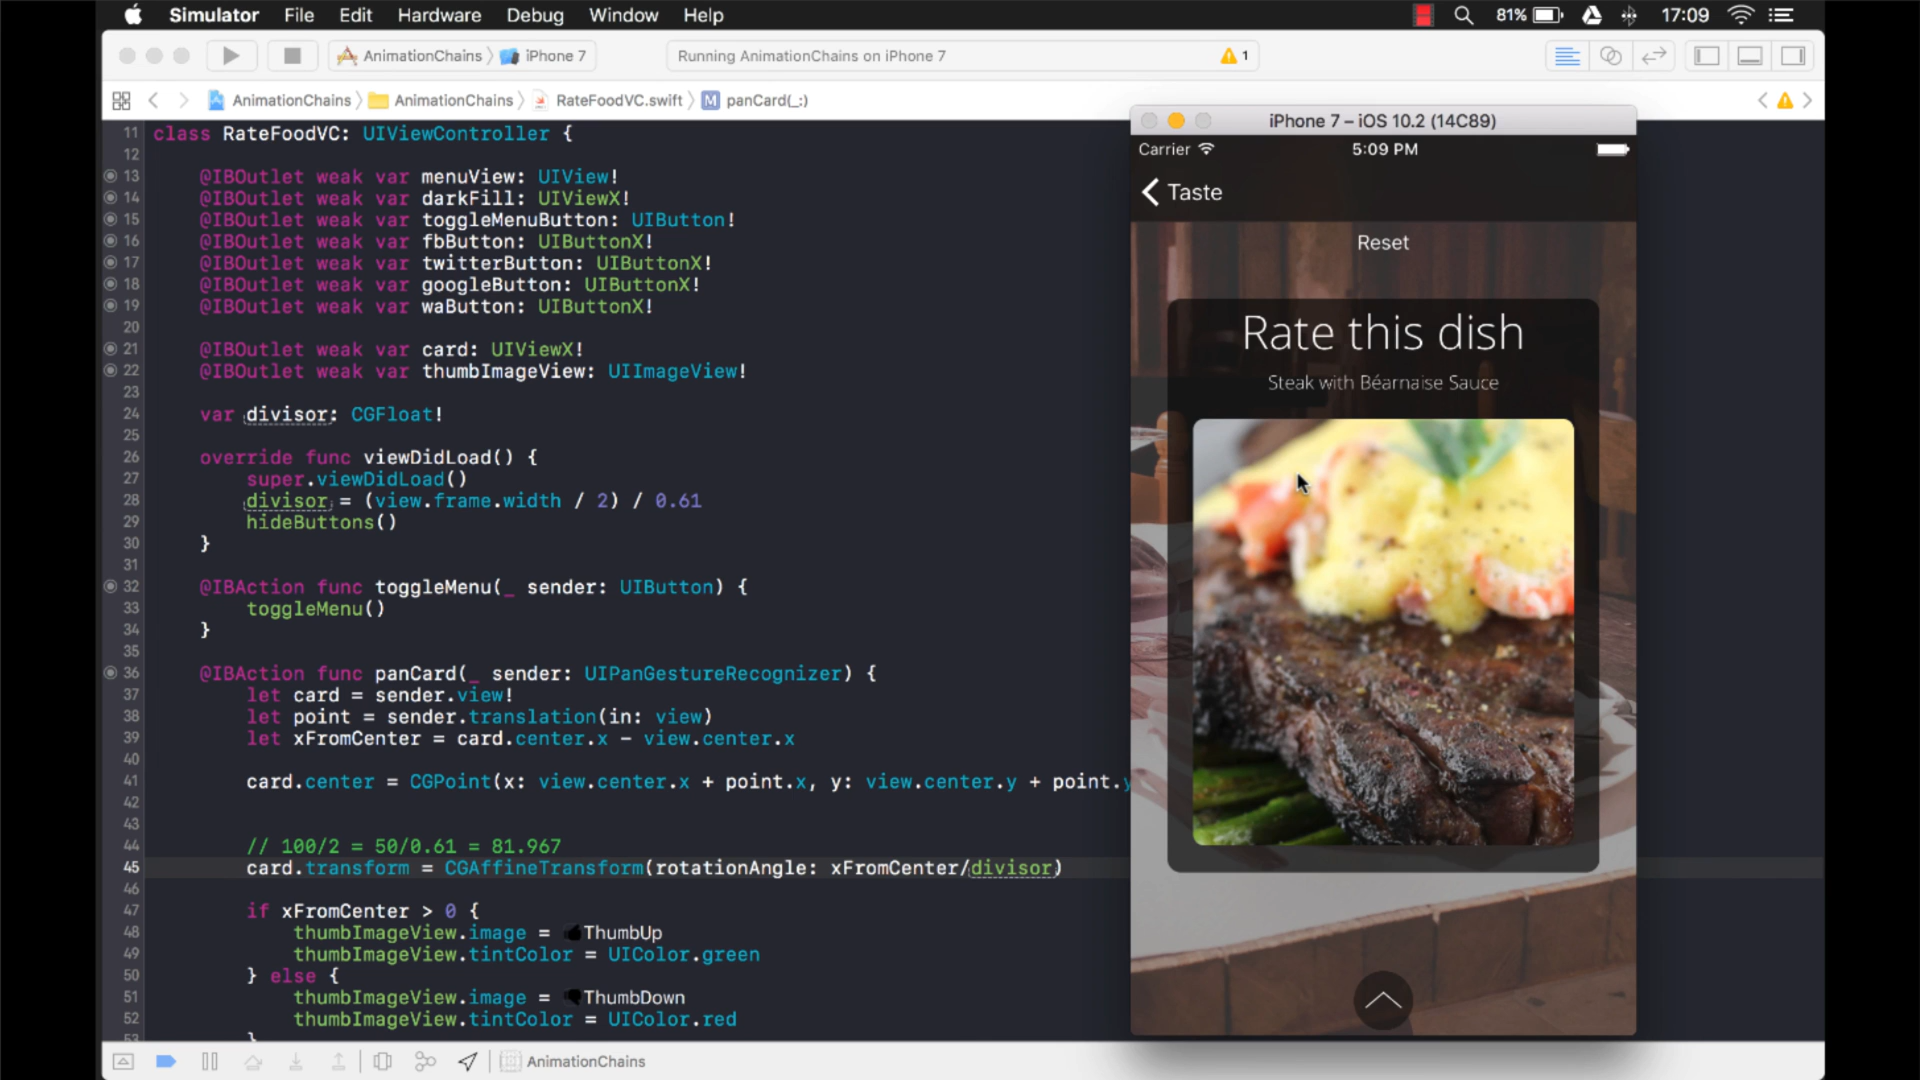 Simulator File Edit Hardware Debug Window Help 81% 17:09
AnimationChains iPhone 7 Running AnimationChains on iPhone 7 1
AnimationChains AnimationChains RateFoodVC.swift M panCard(_:)
11 class RateFoodVC: UIViewController {
12
13 @IBOutlet weak var menuView: UIView!
14 @IBOutlet weak var darkFill: UIViewX!
15 @IBOutlet weak var toggleMenuButton: UIButton!
16 @IBOutlet weak var fbButton: UIButtonX!
17 @IBOutlet weak var twitterButton: UIButtonX!
18 @IBOutlet weak var googleButton: UIButtonX!
19 @IBOutlet weak var waButton: UIButtonX!
20
21 @IBOutlet weak var card: UIViewX!
22 @IBOutlet weak var thumbImageView: UIImageView!
23
24 var divisor: CGFloat!
25
26 override func viewDidLoad() {
27 super.viewDidLoad()
28 divisor = (view.frame.width / 2) / 0.61
29 hideButtons()
30 }
31
32 @IBAction func toggleMenu(_ sender: UIButton) {
33 toggleMenu()
34 }
35
36 @IBAction func panCard(_ sender: UIPanGestureRecognizer) {
37 let card = sender.view!
38 let point = sender.translation(in: view)
39 let xFromCenter = card.center.x - view.center.x
40
41 card.center = CGPoint(x: view.center.x + point.x, y: view.center.y + point.y
42
43
44 // 100/2 = 50/0.61 = 81.967
45 card.transform = CGAffineTransform(rotationAngle: xFromCenter/divisor)
46
47 if xFromCenter > 0 {
48 thumbImageView.image = ThumbUp
49 thumbImageView.tintColor = UIColor.green
50 } else {
51 thumbImageView.image = ThumbDown
52 thumbImageView.tintColor = UIColor.red
53 }
AnimationChains
iPhone 7 – iOS 10.2 (14C89)
Carrier 5:09 PM
Taste
Reset
Rate this dish
Steak with Béarnaise Sauce